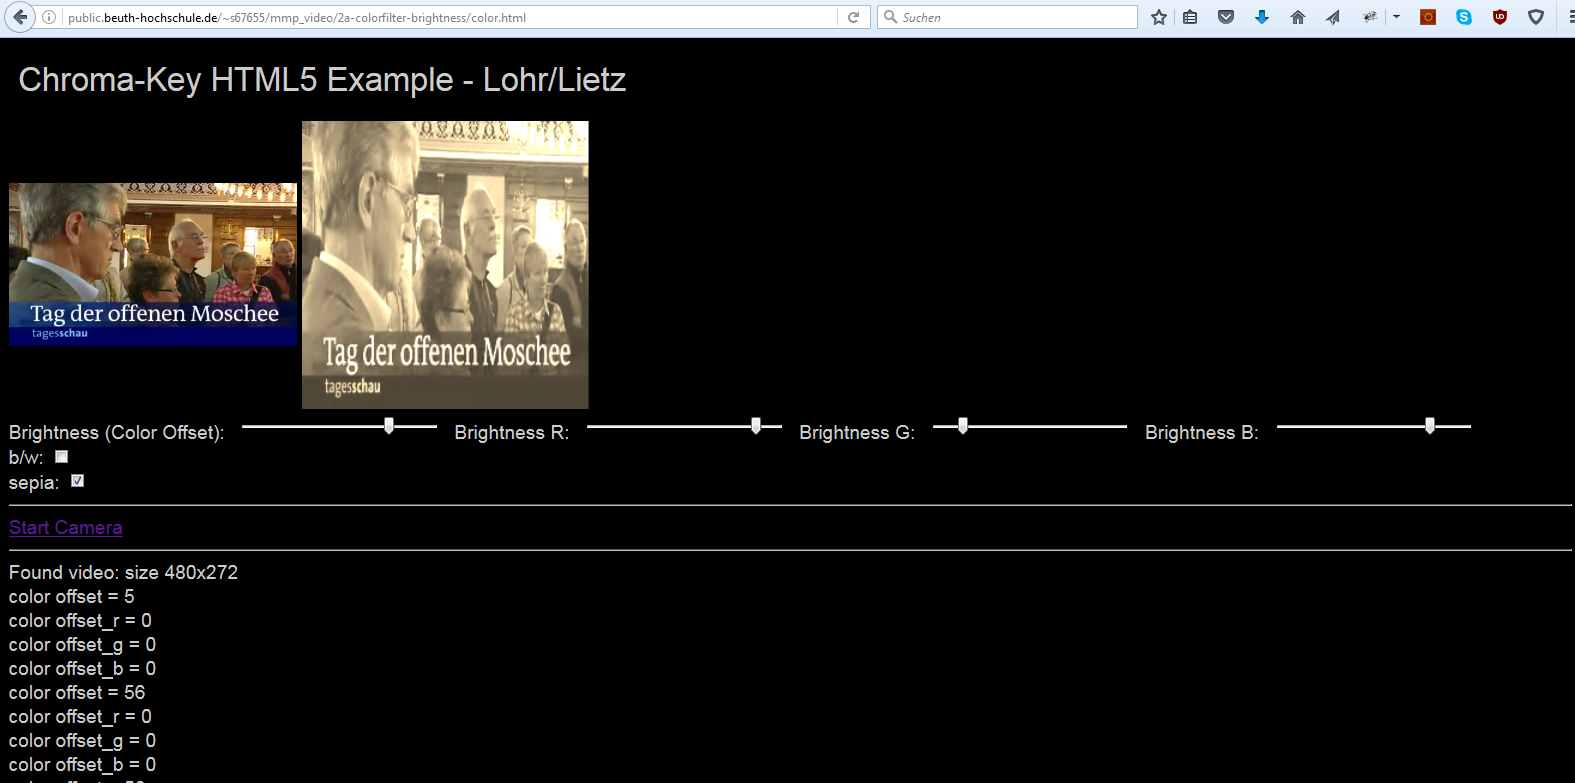 public.beuth-hochschule.de/~s67655/mmp_video/2a-colorfilter-brightness/color.html
Suchen
Chroma-Key HTML5 Example - Lohr/Lietz
Tag der offenen Moschee
tagesschau
Tag der offenen Moschee
tagesschau
Brightness (Color Offset): Brightness R: Brightness G: Brightness B:
b/w:
sepia:
Start Camera
Found video: size 480x272
color offset = 5
color offset_r = 0
color offset_g = 0
color offset_b = 0
color offset = 56
color offset_r = 0
color offset_g = 0
color offset_b = 0